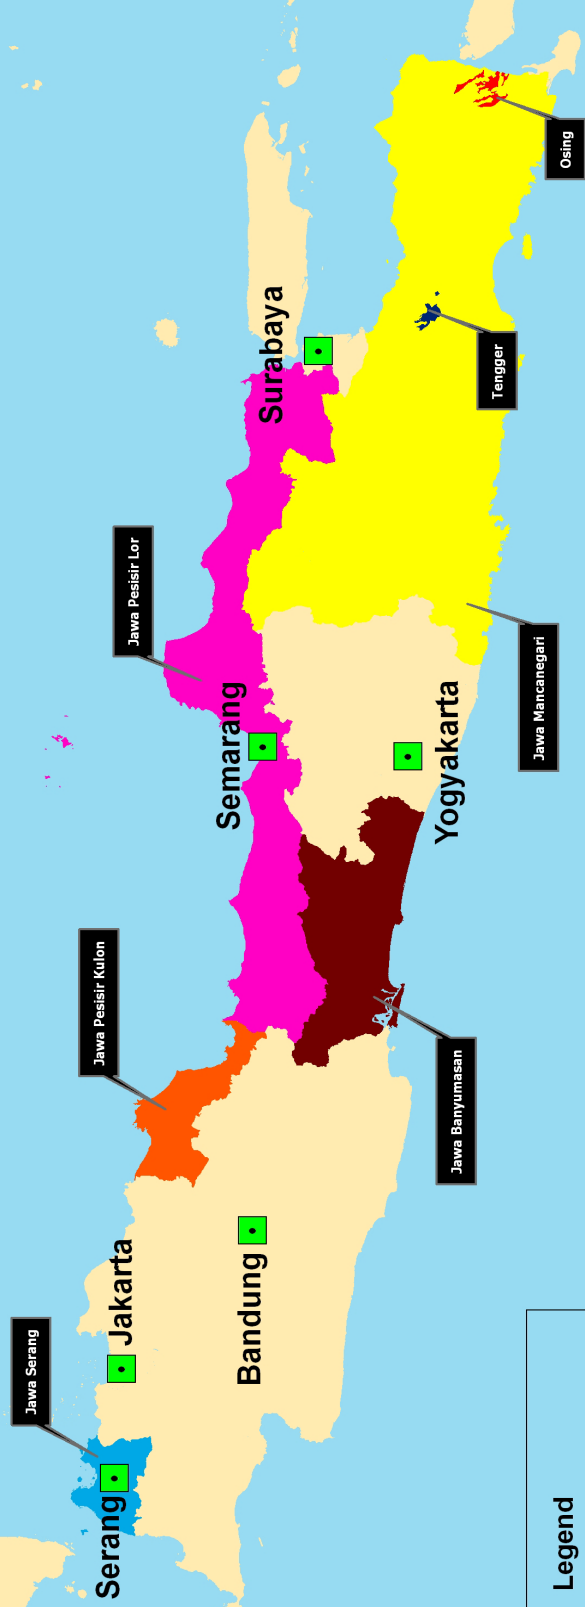 Serang
Jawa Serang
Jakarta
Bandung
Jawa Pesisir Kulon
Jawa Banyumasan
Semarang
Yogyakarta
Jawa Pesisir Lor
Jawa Mancanegari
Surabaya
Tengger
Osing
Legend